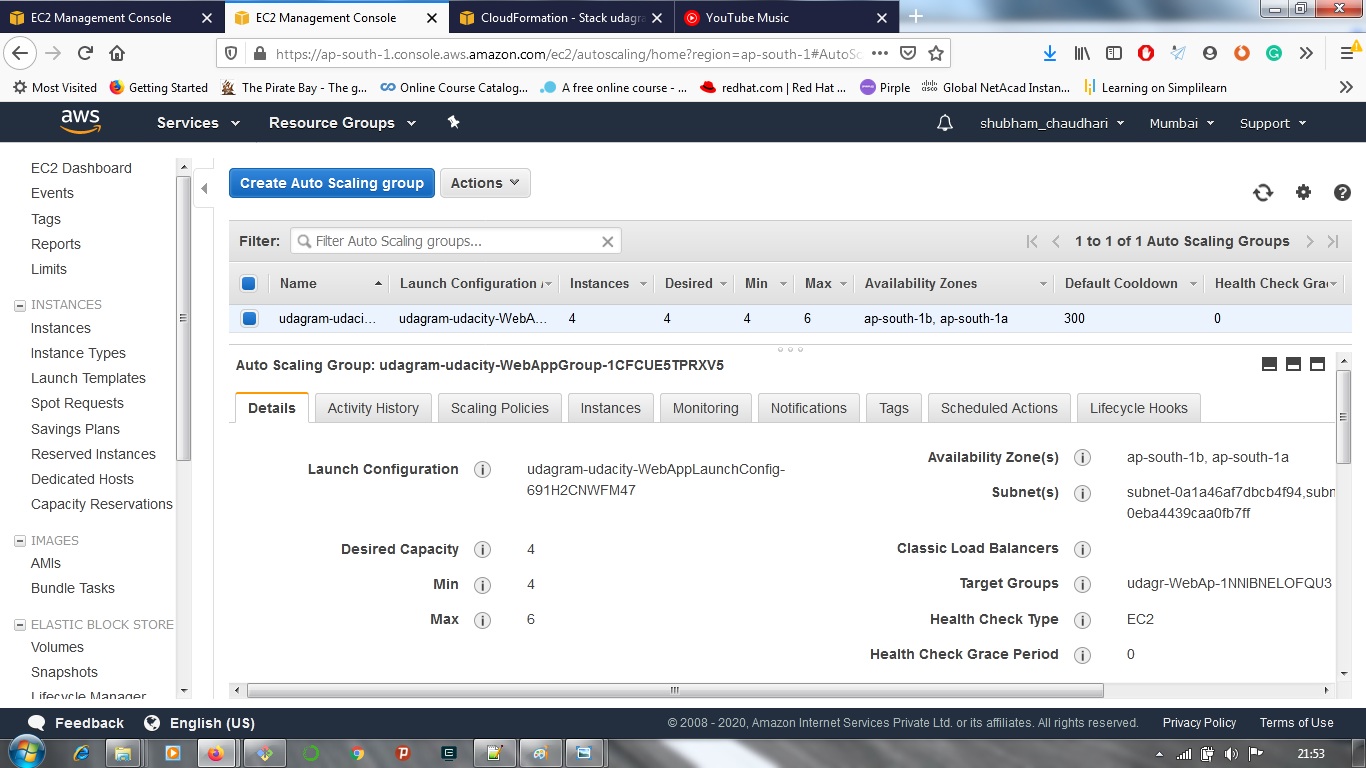 EC2 Management Console
EC2 Management Console
CloudFormation - Stack udagra
YouTube Music
https://ap-south-1.console.aws.amazon.com/ec2/autoscaling/home?region=ap-south-1#AutoSc
Most Visited
Getting Started
The Pirate Bay - The g...
Online Course Catalog...
A free online course - ...
redhat.com | Red Hat ...
Pirple
Global NetAcad Instan...
Learning on Simplilearn
aws
Services
Resource Groups
shubham_chaudhari
Mumbai
Support
EC2 Dashboard
Events
Tags
Reports
Limits
INSTANCES
Instances
Instance Types
Launch Templates
Spot Requests
Savings Plans
Reserved Instances
Dedicated Hosts
Capacity Reservations
IMAGES
AMIs
Bundle Tasks
ELASTIC BLOCK STORE
Volumes
Snapshots
Lifecycle Manager
Create Auto Scaling group
Actions
Filter:
Filter Auto Scaling groups...
1 to 1 of 1 Auto Scaling Groups
Name Launch Configuration / Instances Desired Min Max Availability Zones Default Cooldown Health Check Gra
udagram-udaci... udagram-udacity-WebA... 4 4 4 6 ap-south-1b, ap-south-1a 300 0
Auto Scaling Group: udagram-udacity-WebAppGroup-1CFCUE5TPRXV5
Details
Activity History
Scaling Policies
Instances
Monitoring
Notifications
Tags
Scheduled Actions
Lifecycle Hooks
Launch Configuration
udagram-udacity-WebAppLaunchConfig-
691H2CNWFM47
Desired Capacity 4
Min 4
Max 6
Availability Zone(s) ap-south-1b, ap-south-1a
Subnet(s) subnet-0a1a46af7dbcb4f94,subn
0eba4439caa0fb7ff
Classic Load Balancers
Target Groups udagr-WebAp-1NNIBNELOFQU3
Health Check Type EC2
Health Check Grace Period 0
Feedback
English (US)
© 2008 - 2020, Amazon Internet Services Private Ltd. or its affiliates. All rights reserved.
Privacy Policy
Terms of Use
21:53